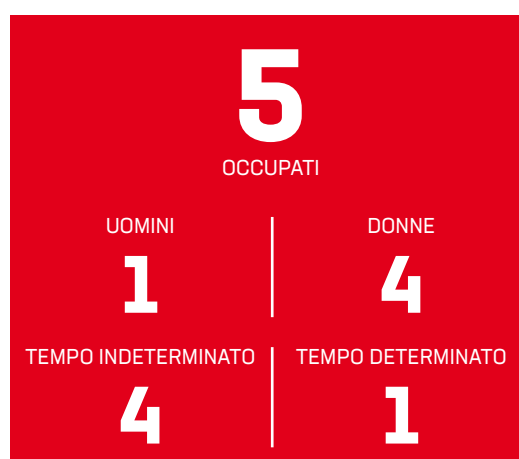 5
OCCUPATI
UOMINI
DONNE
1
4
TEMPO INDETERMINATO
TEMPO DETERMINATO
4
1